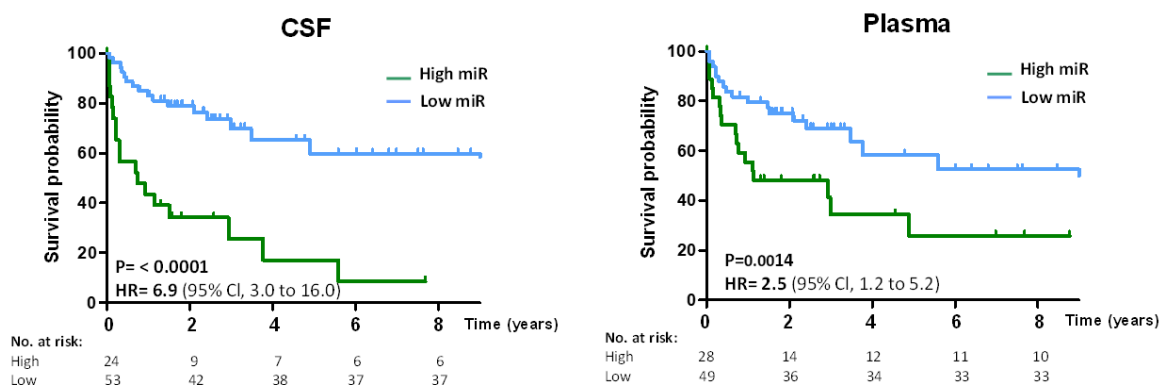 CSF
100
80
60
40
20
0
Survival probability
High miR
Low miR
P= < 0.0001
HR= 6.9 (95% CI, 3.0 to 16.0)
0 2 4 6 8 Time (years)
No. at risk:
High 24 9 7 6 6
Low 53 42 38 37 37
Plasma
100
80
60
40
20
0
Survival probability
High miR
Low miR
P=0.0014
HR= 2.5 (95% CI, 1.2 to 5.2)
0 2 4 6 8 Time (years)
No. at risk:
High 28 14 12 11 10
Low 49 36 34 33 33